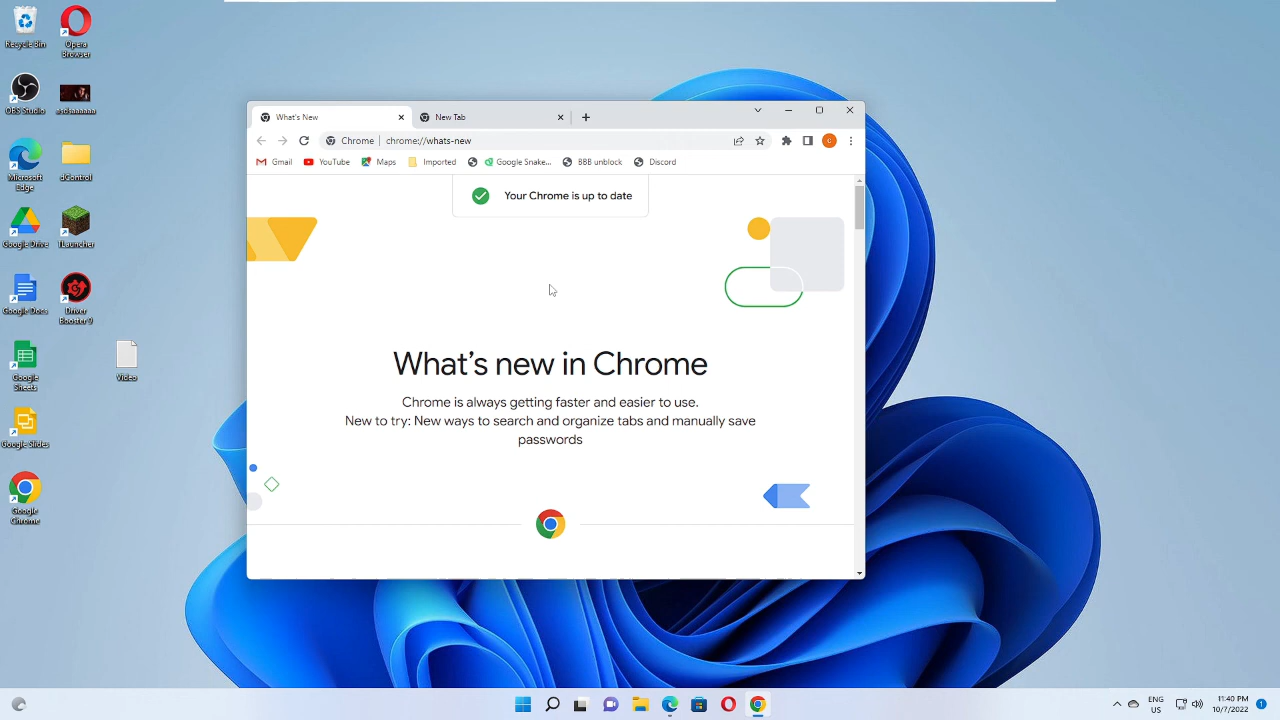 Recycle Bin
Opera
Browser
OBS Studio
Microsoft
Edge
dControl
Google Drive
TLauncher
Google Docs
Driver
Booster 9
Google
Sheets
Video
Google Slides
Google
Chrome
What's New
New Tab
Chrome
chrome://whats-new
C
Gmail
YouTube
Maps
Imported
Google Snake...
BBB unblock
Discord
Your Chrome is up to date
What's new in Chrome
Chrome is always getting faster and easier to use.
New to try: New ways to search and organize tabs and manually save
passwords
ENG
US
11:40 PM
10/7/2022
1